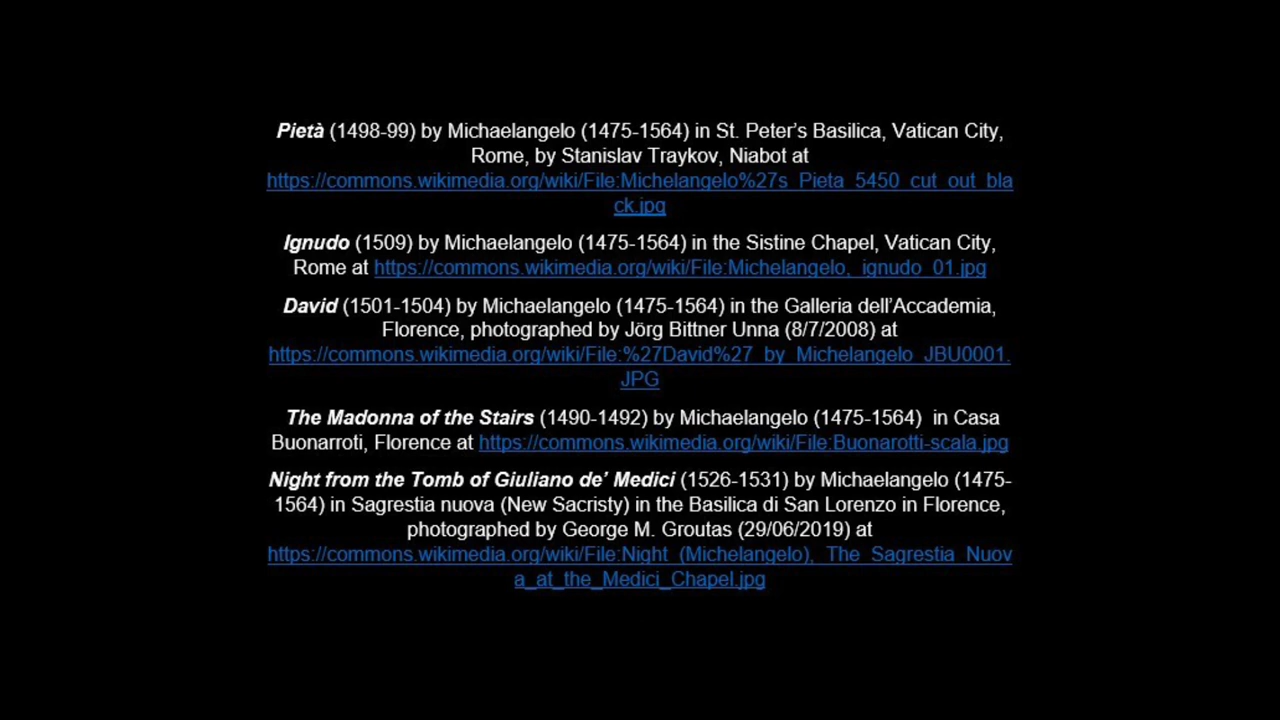 Pietà (1498-99) by Michaelangelo (1475-1564) in St. Peter's Basilica, Vatican City,
Rome, by Stanislav Traykov, Niabot at
https://commons.wikimedia.org/wiki/File:Michelangelo%27s_Pieta_5450_cut_out_bla
ck.jpg
Ignudo (1509) by Michaelangelo (1475-1564) in the Sistine Chapel, Vatican City,
Rome at https://commons.wikimedia.org/wiki/File:Michelangelo,_ignudo_01.jpg
David (1501-1504) by Michaelangelo (1475-1564) in the Galleria dell'Accademia,
Florence, photographed by Jörg Bittner Unna (8/7/2008) at
https://commons.wikimedia.org/wiki/File:%27David%27_by_Michelangelo_JBU0001.
JPG
The Madonna of the Stairs (1490-1492) by Michaelangelo (1475-1564)  in Casa
Buonarroti, Florence at https://commons.wikimedia.org/wiki/File:Buonarotti-scala.jpg
Night from the Tomb of Giuliano de' Medici (1526-1531) by Michaelangelo (1475-
1564) in Sagrestia nuova (New Sacristy) in the Basilica di San Lorenzo in Florence,
photographed by George M. Groutas (29/06/2019) at
https://commons.wikimedia.org/wiki/File:Night_(Michelangelo),_The_Sagrestia_Nuov
a_at_the_Medici_Chapel.jpg